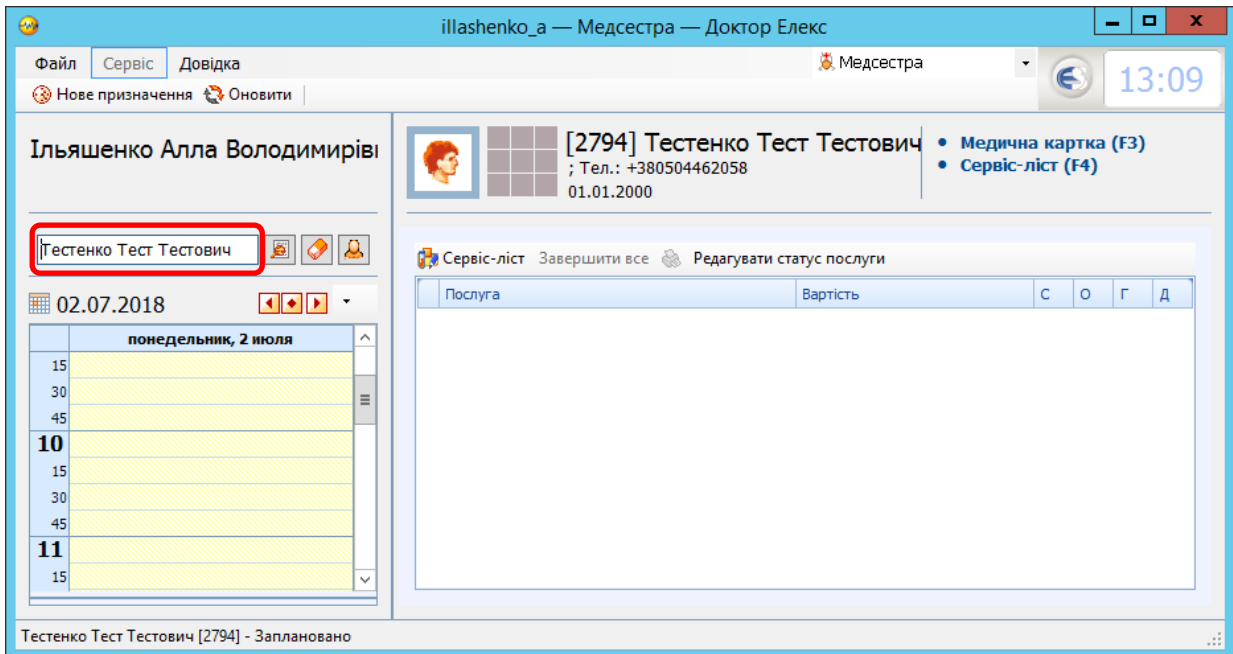 illashenko_a — Медсестра — Доктор Елекс
Файл Сервіс Довідка
Медсестра
13:09
Нове призначення Оновити
Ільяшенко Алла Володимирівн
[2794] Тестенко Тест Тестович
; Тел.: +380504462058
01.01.2000
• Медична картка (F3)
• Сервіс-ліст (F4)
Тестенко Тест Тестович
02.07.2018
понедельник, 2 июля
15
30
45
10
15
30
45
11
15
Сервіс-ліст Завершити все Редагувати статус послуги
Послуга Вартість С О Г Д
Тестенко Тест Тестович [2794] - Заплановано